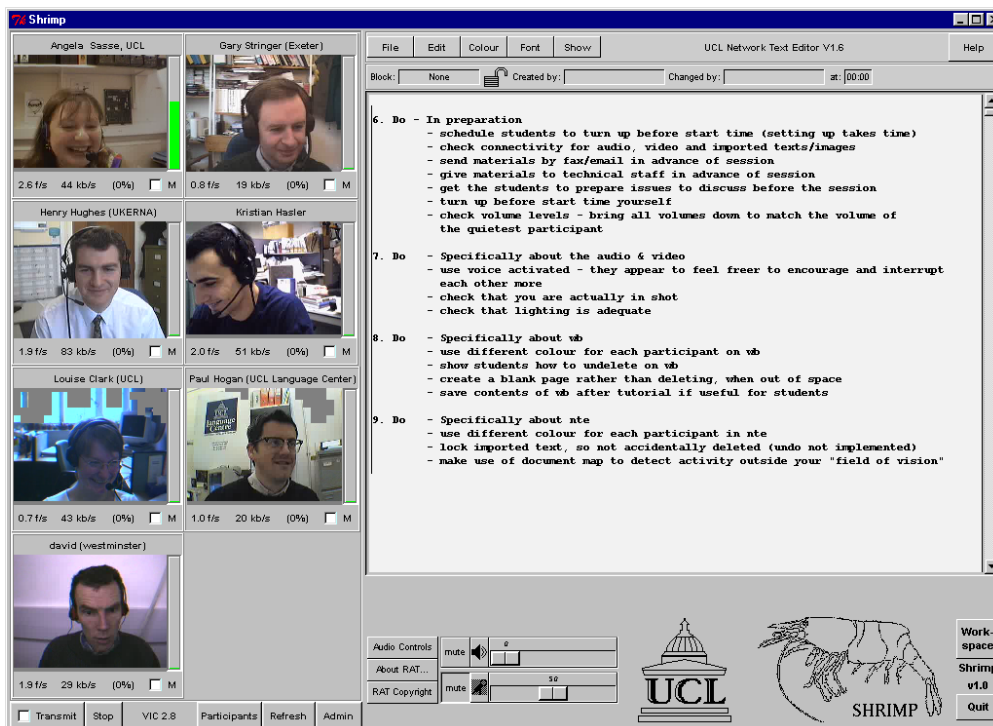 Shrimp
Angela Sasse, UCL
Gary Stringer (Exeter)
2.6 f/s 44 kb/s (0%) M
0.8 f/s 19 kb/s (0%) M
Henry Hughes (UKERNA)
Kristian Hasler
1.9 f/s 83 kb/s (0%) M
2.0 f/s 51 kb/s (0%) M
Louise Clark (UCL)
Paul Hogan (UCL Language Center)
UCL
language
Centre
0.7 f/s 43 kb/s (0%) M
1.0 f/s 20 kb/s (0%) M
david (westminster)
1.9 f/s 29 kb/s (0%) M
Transmit Stop VIC 2.8 Participants Refresh Admin
File Edit Colour Font Show UCL Network Text Editor V1.6 Help
Block: None Created by: Changed by: at: 00:00
6. Do - In preparation
- schedule students to turn up before start time (setting up takes time)
- check connectivity for audio, video and imported texts/images
- send materials by fax/email in advance of session
- give materials to technical staff in advance of session
- get the students to prepare issues to discuss before the session
- turn up before start time yourself
- check volume levels - bring all volumes down to match the volume of
the quietest participant
7. Do - Specifically about the audio & video
- use voice activated - they appear to feel freer to encourage and interrupt
each other more
- check that you are actually in shot
- check that lighting is adequate
8. Do - Specifically about wb
- use different colour for each participant on wb
- show students how to undelete on wb
- create a blank page rather than deleting, when out of space
- save contents of wb after tutorial if useful for students
9. Do - Specifically about nte
- use different colour for each participant in nte
- lock imported text, so not accidentally deleted (undo not implemented)
- make use of document map to detect activity outside your "field of vision"
Audio Controls
About RAT...
RAT Copyright
mute 0
mute 50
UCL
SHRIMP
Work-
space
Shrimp
v1.0
Quit